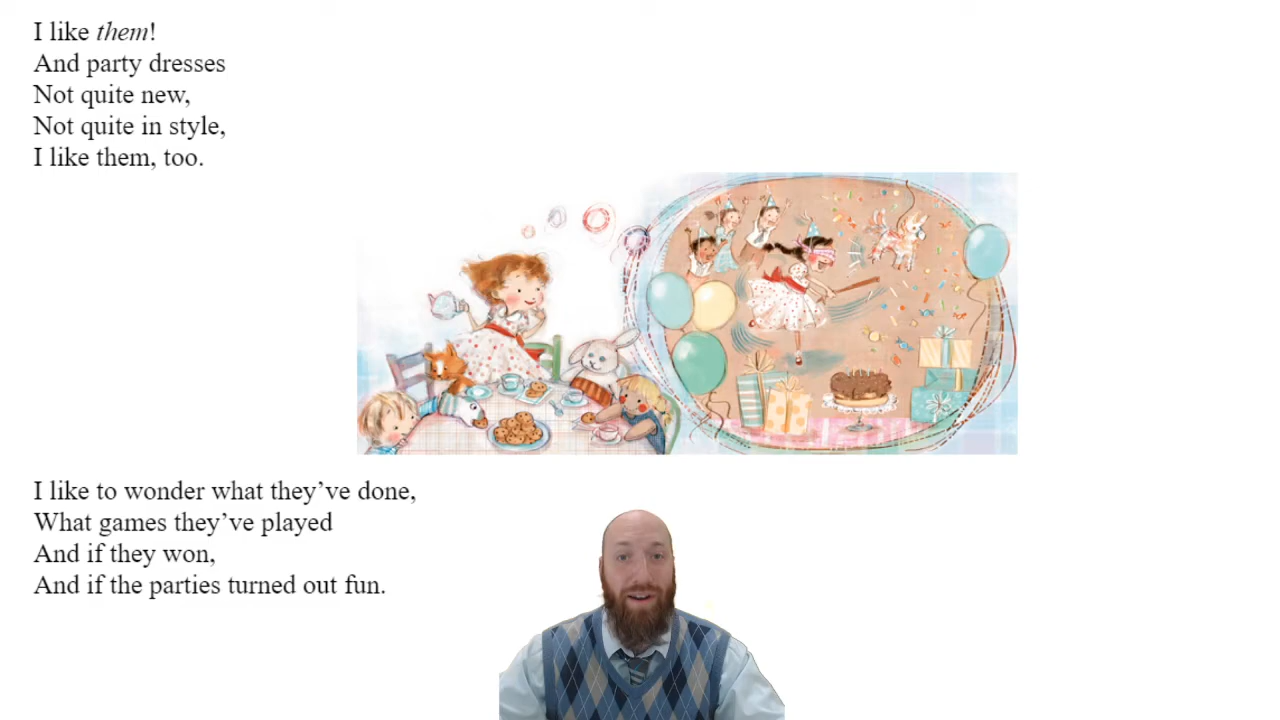 I like them!
And party dresses
Not quite new,
Not quite in style,
I like them, too.
I like to wonder what they’ve done,
What games they’ve played
And if they won,
And if the parties turned out fun.